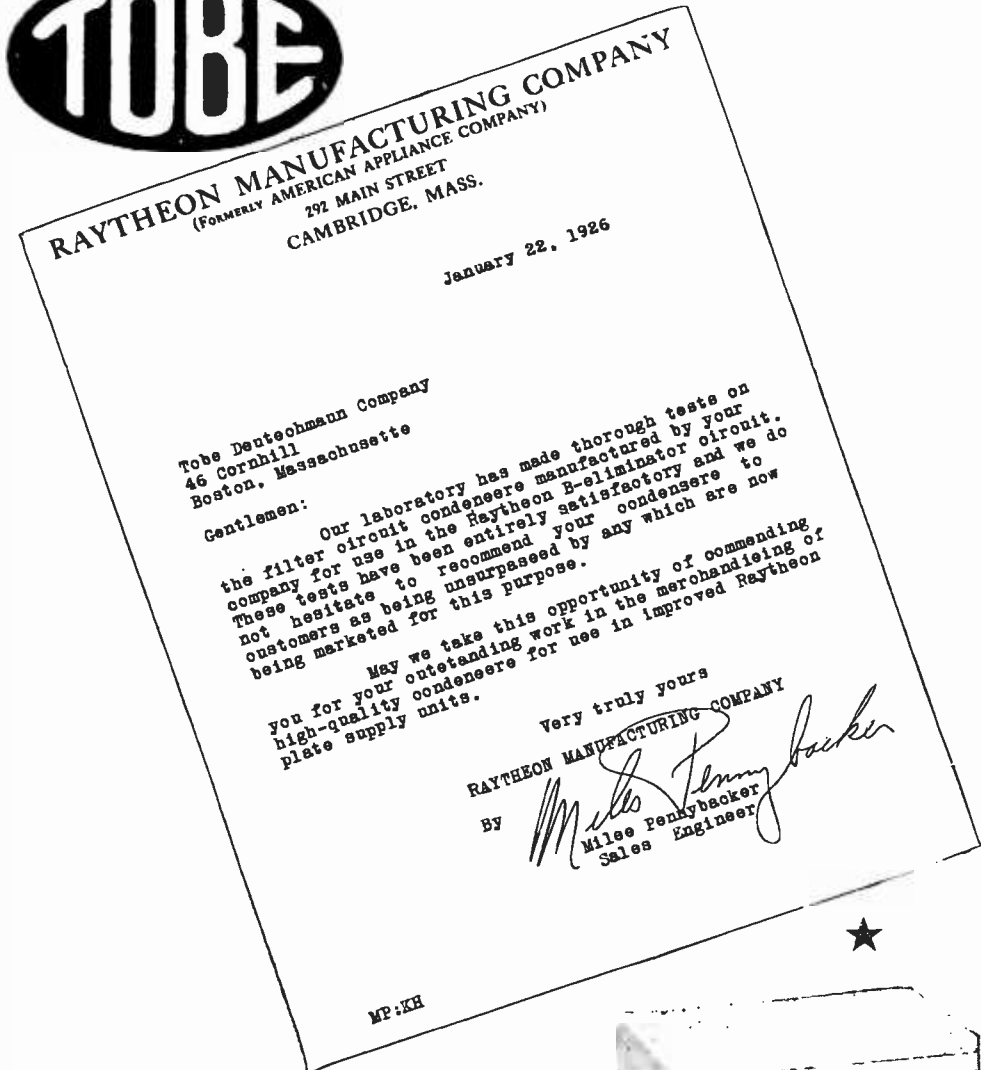 TOBE
RAYTHEON MANUFACTURING COMPANY
(FORMERLY AMERICAN APPLIANCE COMPANY)
292 MAIN STREET
CAMBRIDGE, MASS.
January 22, 1926
Tobe Deutschmann Company
46 Cornhill
Boston, Massachusetts
Gentlemen:
Our laboratory has made thorough tests on
the filter circuit condensers manufactured by your
company for use in the Raytheon B-eliminator circuit.
These tests have been entirely satisfactory and we do
not hesitate to recommend your condensers to
customers as being unsurpassed by any which are now
being marketed for this purpose.
May we take this opportunity of commending
you for your outstanding work in the merchandising of
high-quality condensers for use in improved Raytheon
plate supply units.
Very truly yours
RAYTHEON MANUFACTURING COMPANY
By Miles Pennybacker
Miles Pennybacker
Sales Engineer
MP:KH